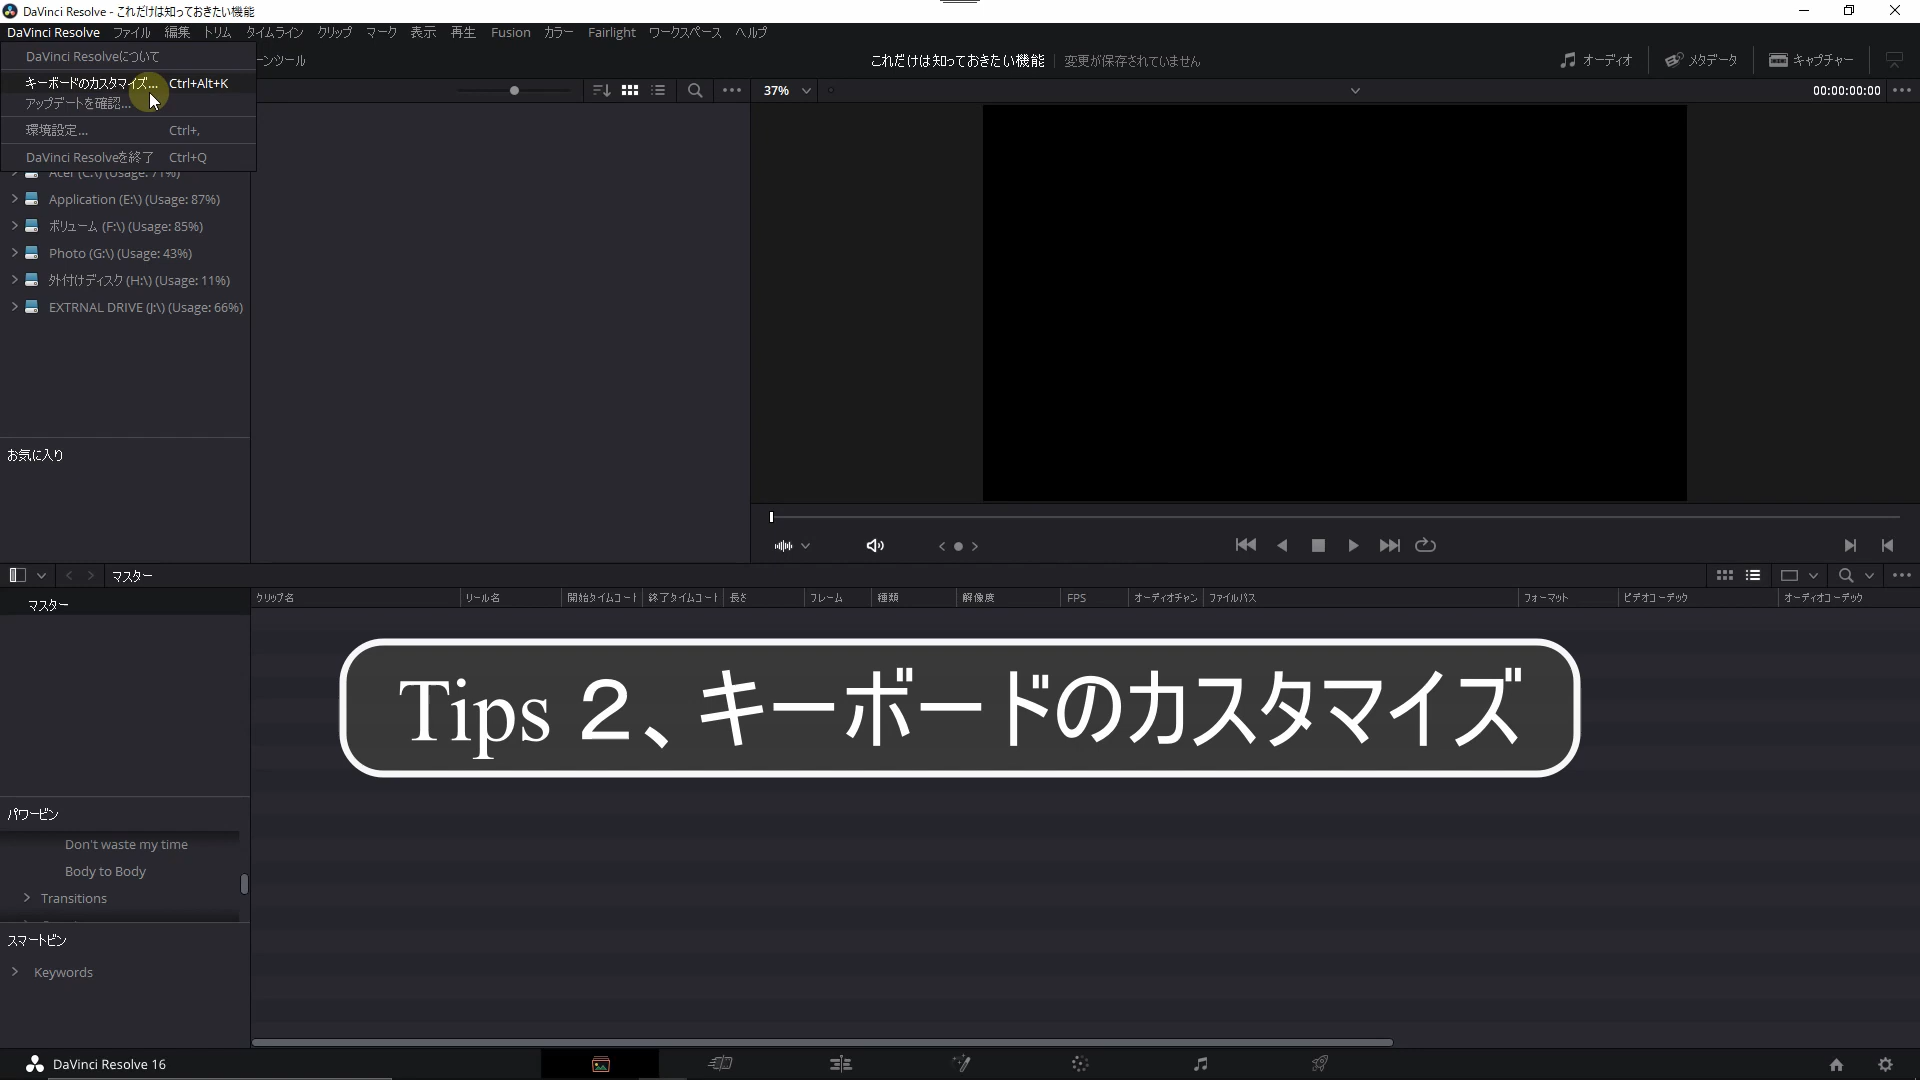 DaVinci Resolve - これだけは知っておきたい機能
DaVinci Resolve ファイル 編集 トリム タイムライン クリップ マーク 表示 再生 Fusion カラー Fairlight ワークスペース ヘルプ
DaVinci Resolveについて
キーボードのカスタマイズ... Ctrl+Alt+K
アップデートを確認...
環境設定... Ctrl+,
DaVinci Resolveを終了 Ctrl+Q
ーンツール
これだけは知っておきたい機能 変更が保存されていません
オーディオ メタデータ キャプチャー
37%
00:00:00:00
Acer (C:\) (Usage: 71%)
Application (E:\) (Usage: 87%)
ボリューム (F:\) (Usage: 85%)
Photo (G:\) (Usage: 43%)
外付けディスク (H:\) (Usage: 11%)
EXTRNAL DRIVE (J:\) (Usage: 66%)
お気に入り
マスター
マスター
クリップ名 リール名 開始タイムコート 終了タイムコート 長さ フレーム 種類 解像度 FPS オーディオチャン ファイルパス フォーマット ビデオコーデック オーディオコーデック
Tips 2、キーボードのカスタマイズ
パワービン
Don't waste my time
Body to Body
Transitions
スマートビン
Keywords
DaVinci Resolve 16